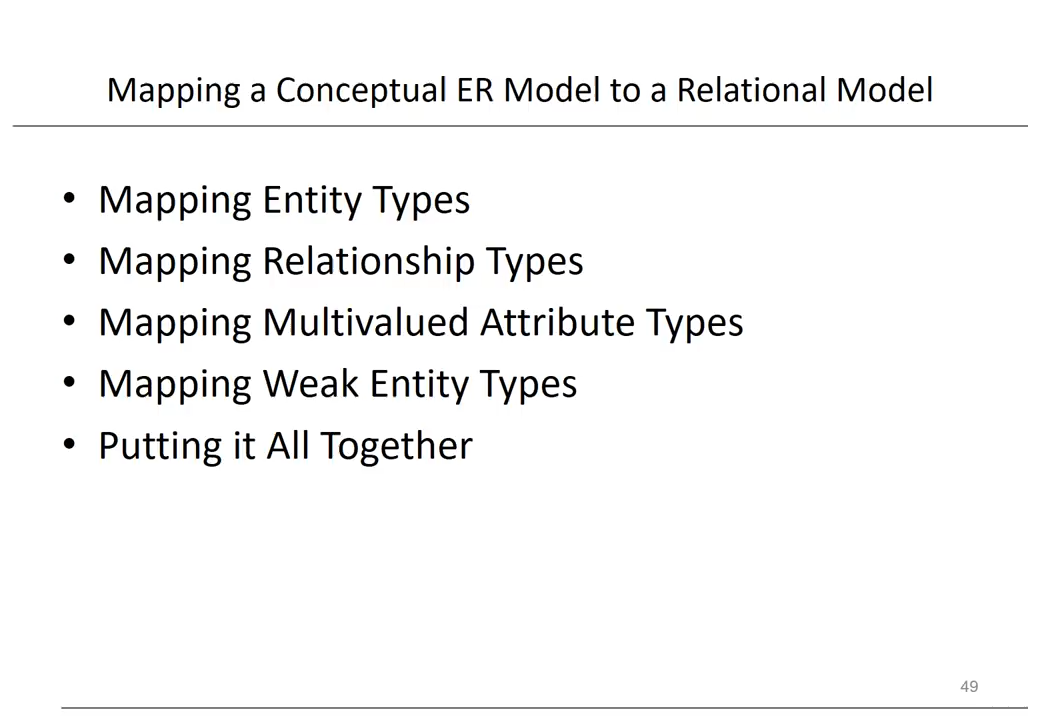 Mapping a Conceptual ER Model to a Relational Model
• Mapping Entity Types
• Mapping Relationship Types
• Mapping Multivalued Attribute Types
• Mapping Weak Entity Types
• Putting it All Together
49